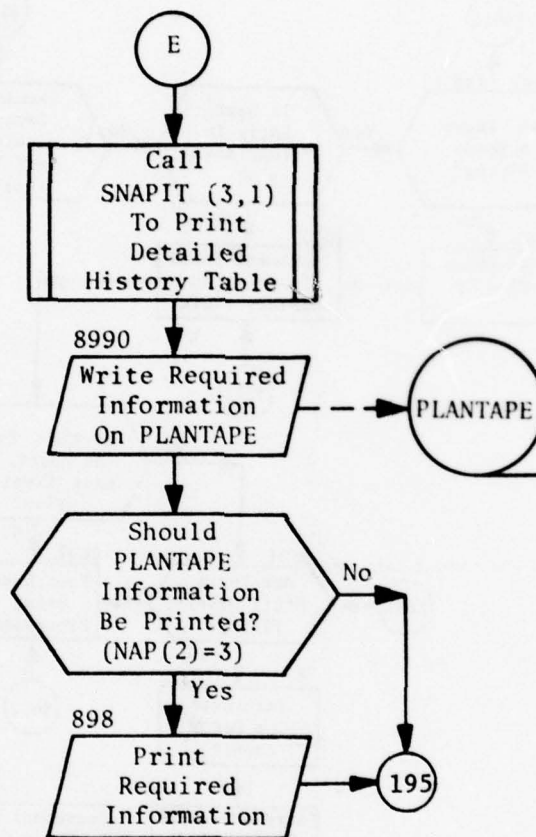 E
Call
SNAPIT (3,1)
To Print
Detailed
History Table
8990
Write Required
Information
On PLANTAPE
PLANTAPE
Should
PLANTAPE
Information
Be Printed?
(NAP(2)=3)
No
Yes
898
Print
Required
Information
195